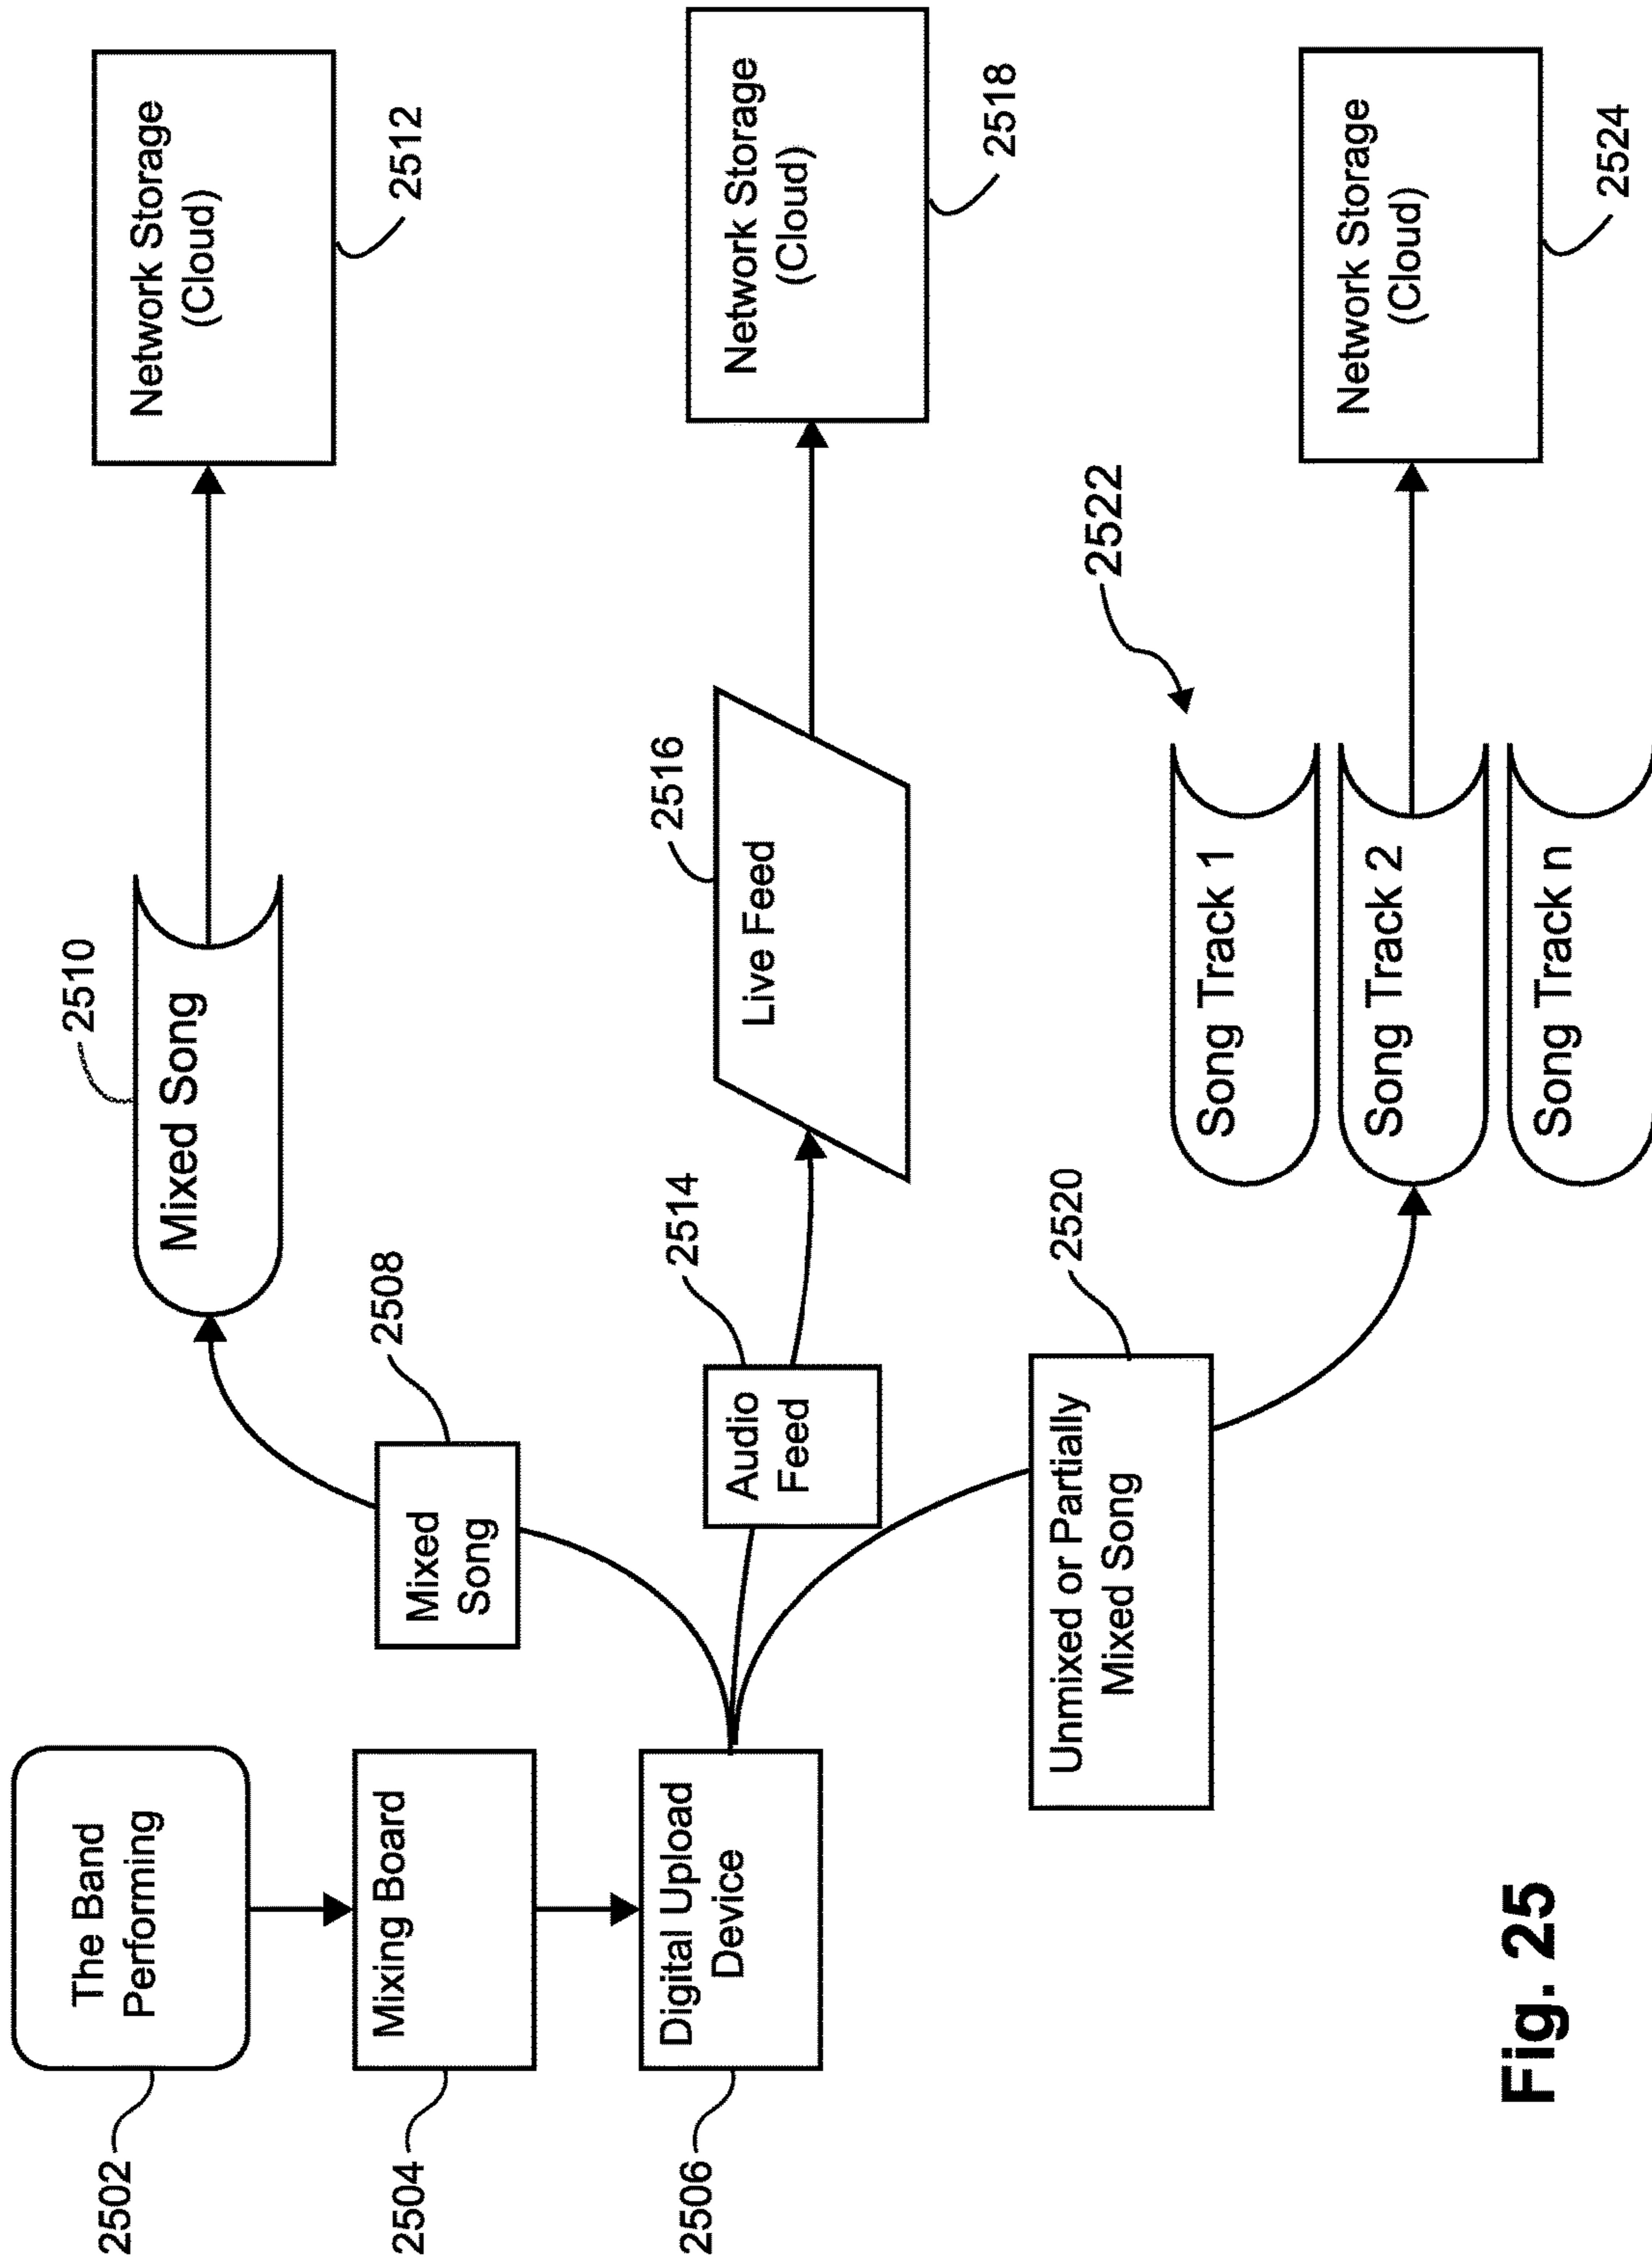 The Band
Performing
2502
Mixing Board
2504
Digital Upload
Device
2506
Mixed
Song
2508
Mixed Song
2510
Network Storage
(Cloud)
2512
Audio
Feed
2514
Live Feed
2516
Network Storage
(Cloud)
2518
Unmixed or Partially
Mixed Song
2520
Song Track 1
Song Track 2
Song Track n
2522
Network Storage
(Cloud)
2524
Fig. 25